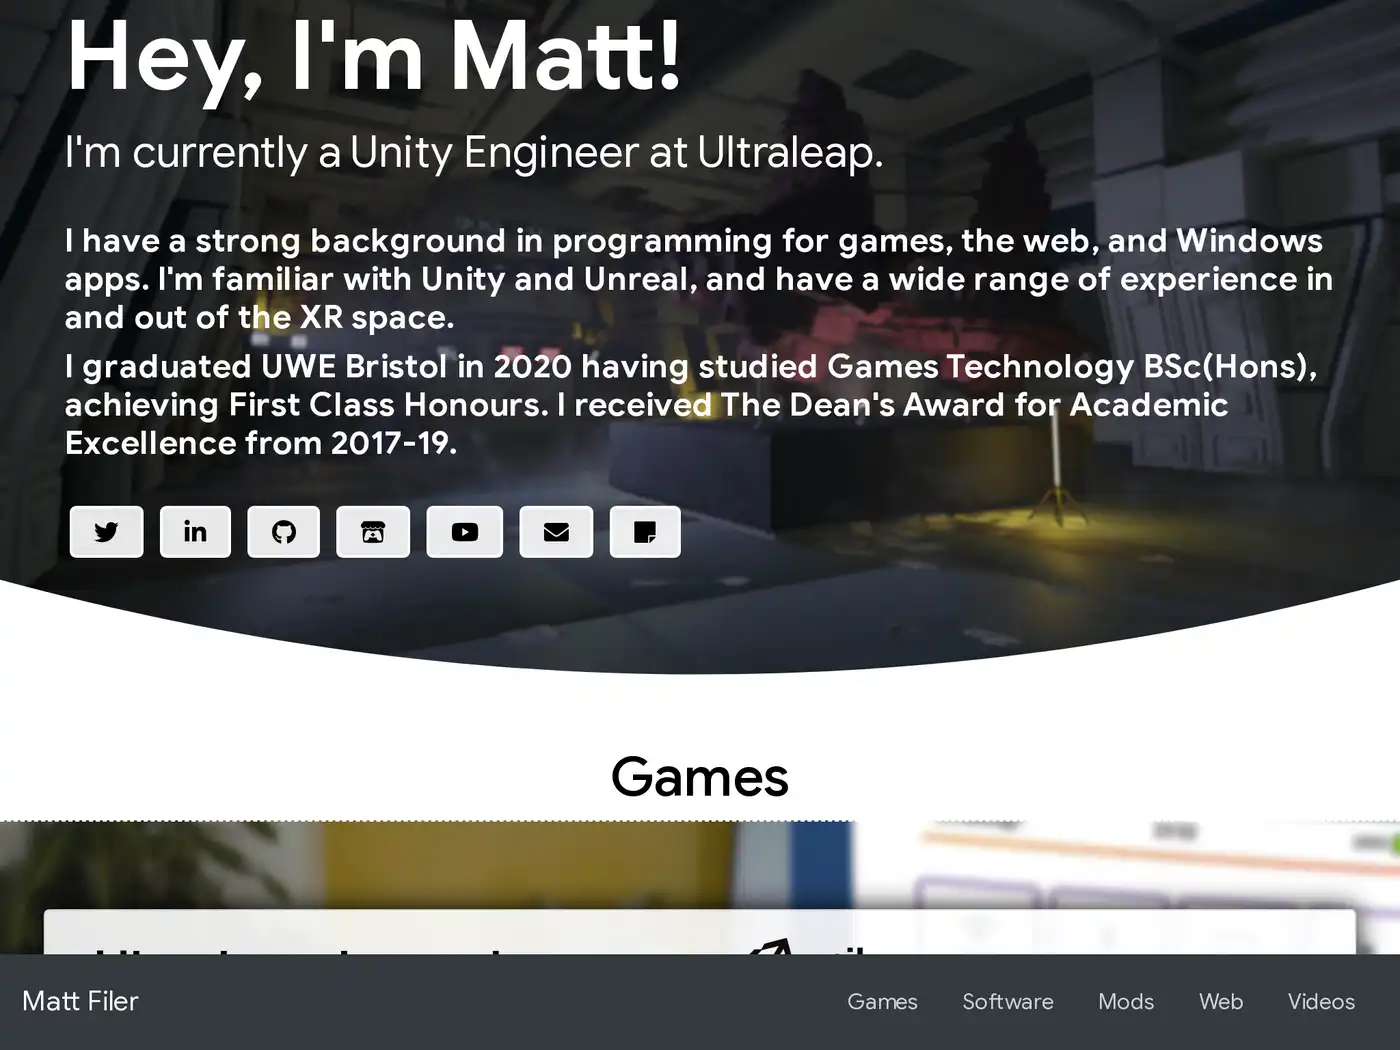 Hey, I'm Matt!
I'm currently a Unity Engineer at Ultraleap.
I have a strong background in programming for games, the web, and Windows
apps. I'm familiar with Unity and Unreal, and have a wide range of experience in
and out of the XR space.
I graduated UWE Bristol in 2020 having studied Games Technology BSc(Hons),
achieving First Class Honours. I received The Dean's Award for Academic
Excellence from 2017-19.
Games
Matt Filer
Games
Software
Mods
Web
Videos